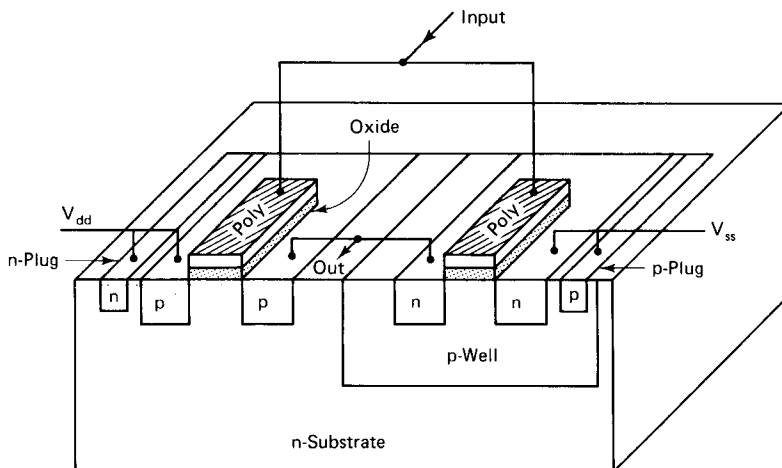 Input
Oxide
Poly
Poly
V_dd
V_ss
n-Plug
Out
p-Plug
n
p
p
n
n
p
p-Well
n-Substrate